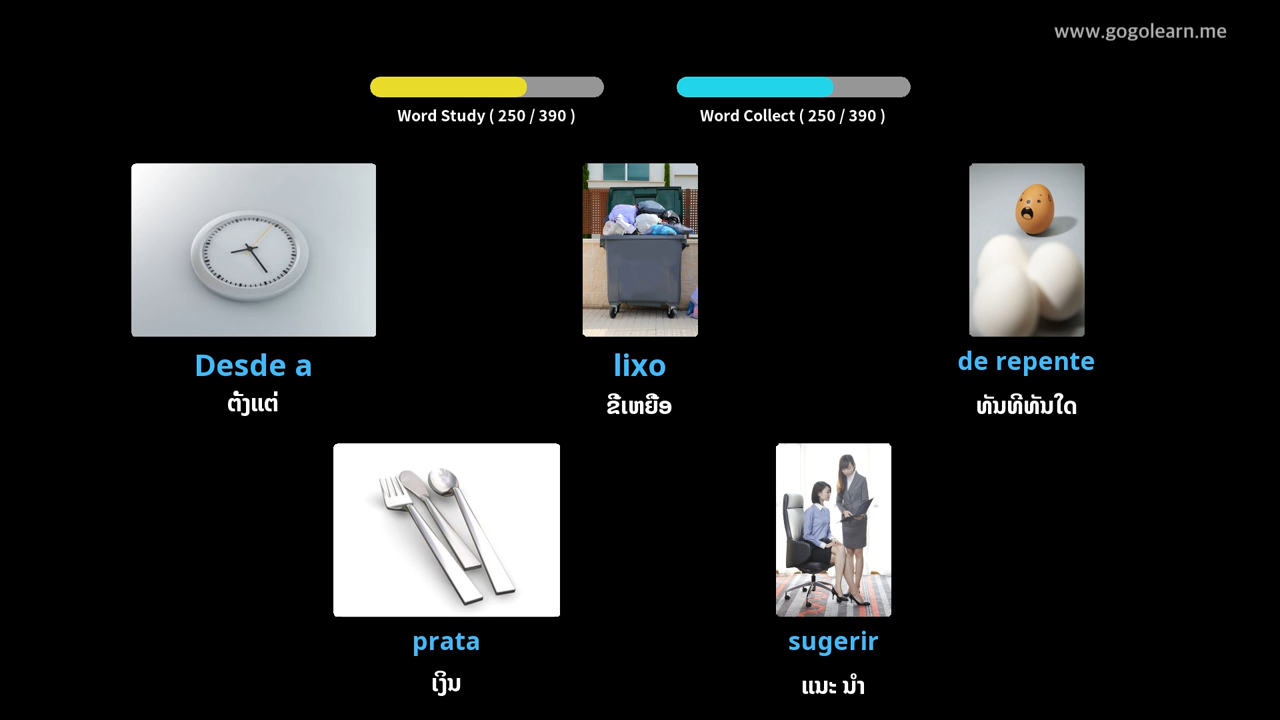 www.gogolearn.me
Word Study ( 250 / 390 )
Word Collect ( 250 / 390 )
Desde a
ຕັ້ງແຕ່
lixo
ຂີ້ເຫຍື້ອ
de repente
ທັນທີທັນໃດ
prata
ເງິນ
sugerir
ແນະ ນຳ